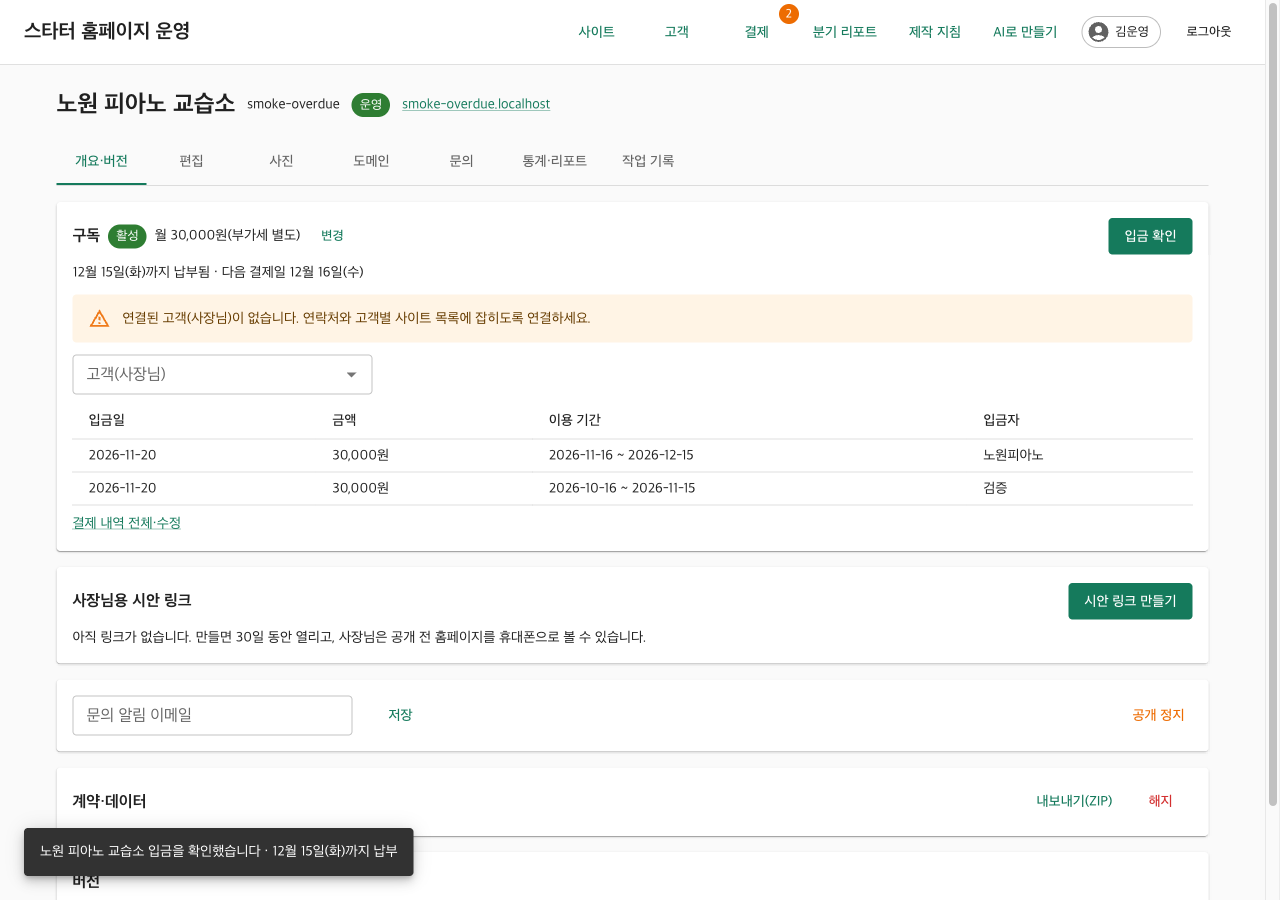 스타터 홈페이지 운영
사이트 고객 결제 2 분기 리포트 제작 지침 AI로 만들기 김운영 로그아웃
노원 피아노 교습소 smoke-overdue 운영 smoke-overdue.localhost
개요·버전 편집 사진 도메인 문의 통계·리포트 작업 기록
구독 활성 월 30,000원(부가세 별도) 변경 입금 확인
12월 15일(화)까지 납부됨 · 다음 결제일 12월 16일(수)
연결된 고객(사장님)이 없습니다. 연락처와 고객별 사이트 목록에 잡히도록 연결하세요.
고객(사장님)
입금일 금액 이용 기간 입금자
2026-11-20 30,000원 2026-11-16 ~ 2026-12-15 노원피아노
2026-11-20 30,000원 2026-10-16 ~ 2026-11-15 검증
결제 내역 전체·수정
사장님용 시안 링크 시안 링크 만들기
아직 링크가 없습니다. 만들면 30일 동안 열리고, 사장님은 공개 전 홈페이지를 휴대폰으로 볼 수 있습니다.
문의 알림 이메일 저장 공개 정지
계약·데이터 내보내기(ZIP) 해지
노원 피아노 교습소 입금을 확인했습니다 · 12월 15일(화)까지 납부
버전